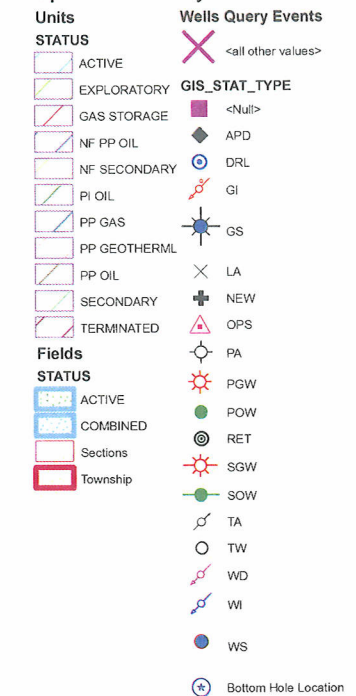 Units
STATUS
ACTIVE
EXPLORATORY
GAS STORAGE
NF PP OIL
NF SECONDARY
PI OIL
PP GAS
PP GEOTHERML
PP OIL
SECONDARY
TERMINATED
Fields
STATUS
ACTIVE
COMBINED
Sections
Township
Wells Query Events
<all other values>
GIS_STAT_TYPE
<Null>
APD
DRL
GI
GS
LA
NEW
OPS
PA
PGW
POW
RET
SGW
SOW
TA
TW
WD
WI
WS
Bottom Hole Location